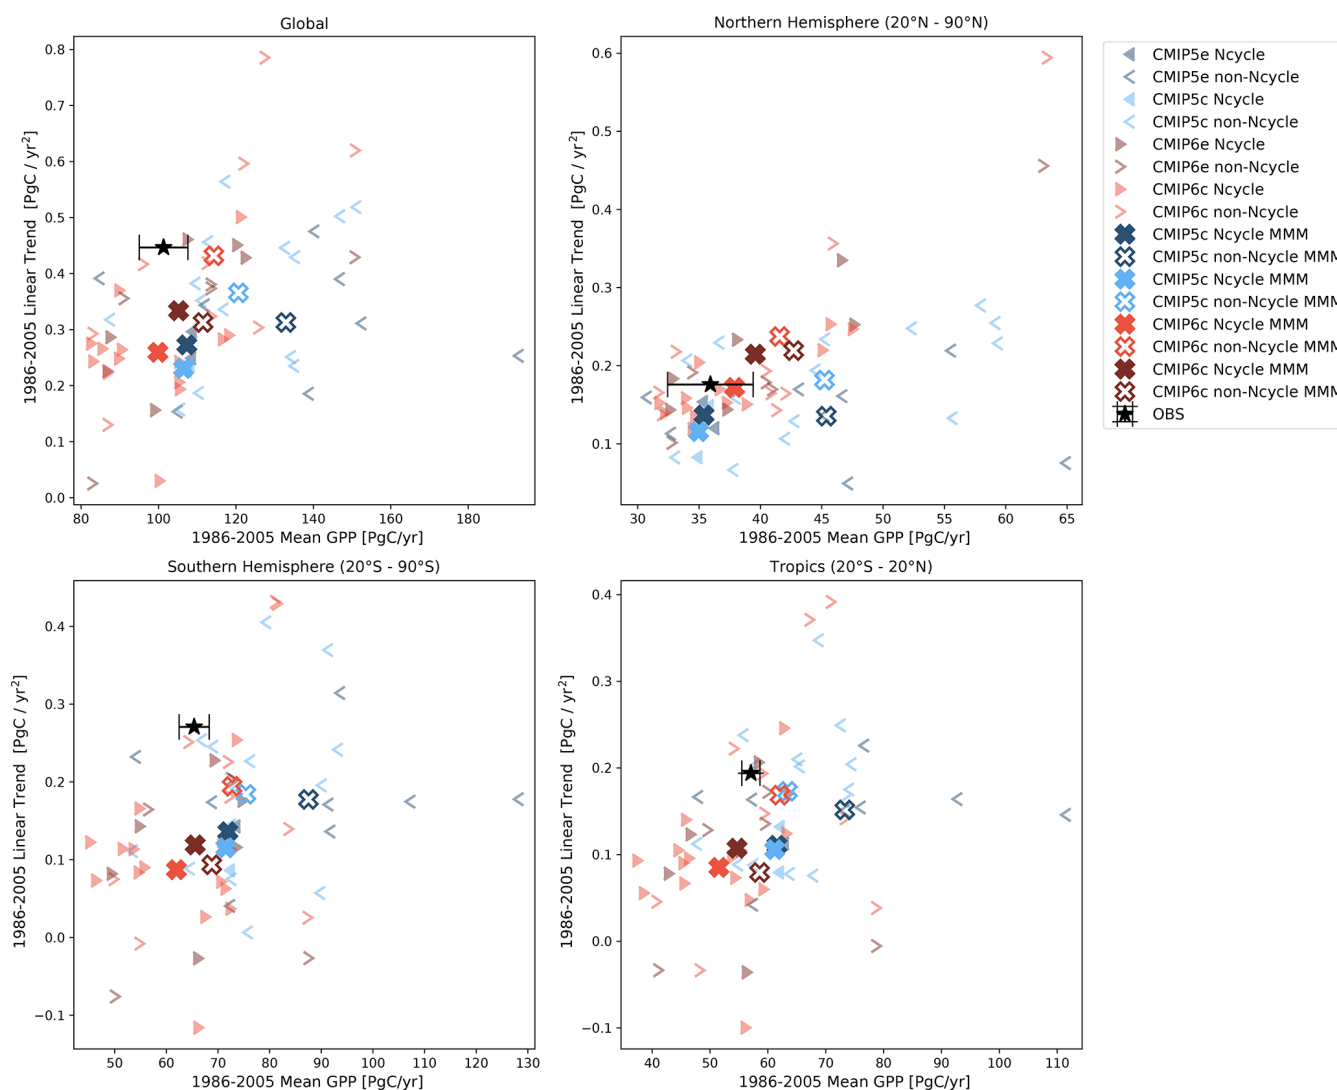 Global
0.8
0.7
0.6
0.5
0.4
0.3
0.2
0.1
0.0
1986-2005 Linear Trend [PgC / yr²]
80 100 120 140 160 180
1986-2005 Mean GPP [PgC/yr]
Northern Hemisphere (20°N - 90°N)
0.6
0.5
0.4
0.3
0.2
0.1
1986-2005 Linear Trend [PgC / yr²]
30 35 40 45 50 55 60 65
1986-2005 Mean GPP [PgC/yr]
CMIP5e Ncycle
CMIP5e non-Ncycle
CMIP5c Ncycle
CMIP5c non-Ncycle
CMIP6e Ncycle
CMIP6e non-Ncycle
CMIP6c Ncycle
CMIP6c non-Ncycle
CMIP5c Ncycle MMM
CMIP5c non-Ncycle MMM
CMIP5c Ncycle MMM
CMIP5c non-Ncycle MMM
CMIP6c Ncycle MMM
CMIP6c non-Ncycle MMM
CMIP6c Ncycle MMM
CMIP6c non-Ncycle MMM
OBS
Southern Hemisphere (20°S - 90°S)
0.4
0.3
0.2
0.1
0.0
−0.1
1986-2005 Linear Trend [PgC / yr²]
50 60 70 80 90 100 110 120 130
1986-2005 Mean GPP [PgC/yr]
Tropics (20°S - 20°N)
0.4
0.3
0.2
0.1
0.0
−0.1
1986-2005 Linear Trend [PgC / yr²]
40 50 60 70 80 90 100 110
1986-2005 Mean GPP [PgC/yr]